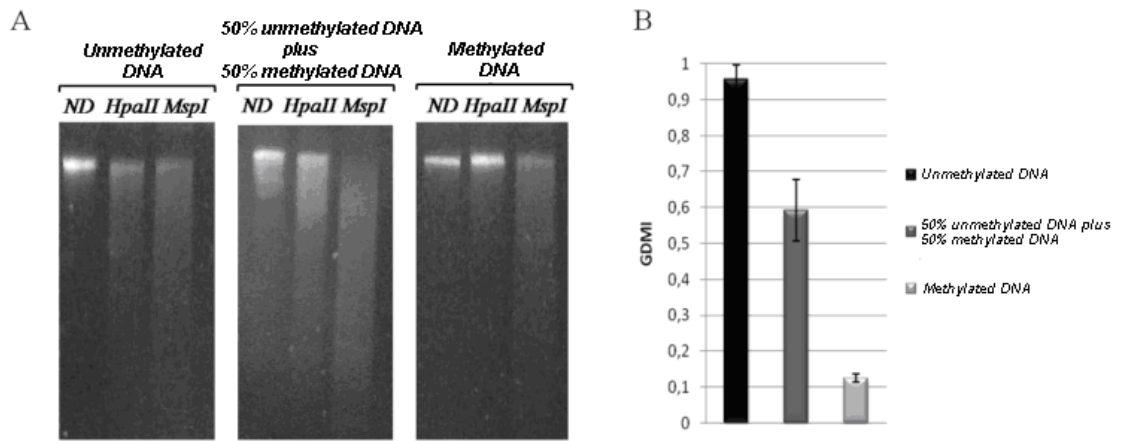 A
Unmethylated
DNA
50% unmethylated DNA
plus
50% methylated DNA
Methylated
DNA
ND HpaII MspI
ND HpaII MspI
ND HpaII MspI
B
GDMI
1
0,9
0,8
0,7
0,6
0,5
0,4
0,3
0,2
0,1
0
Unmethylated DNA
50% unmethylated DNA plus
50% methylated DNA
Methylated DNA